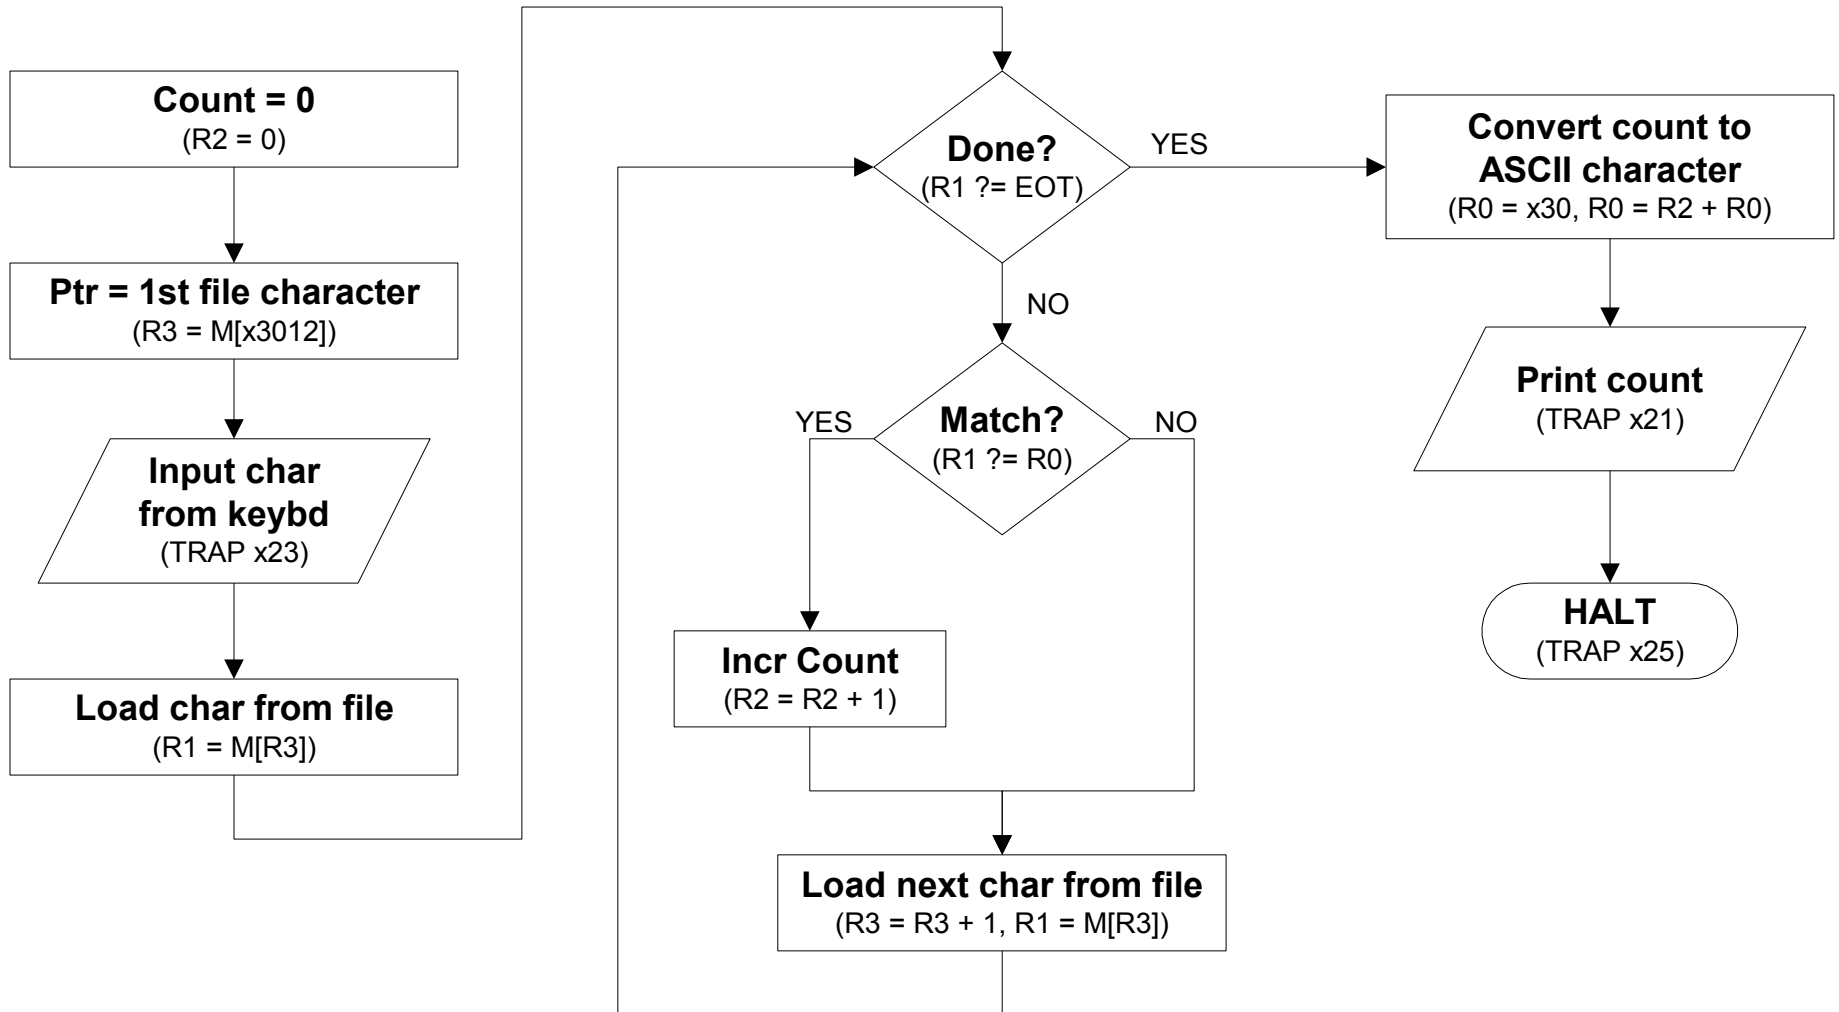 Count = 0
(R2 = 0)
Ptr = 1st file character
(R3 = M[x3012])
Input char
from keybd
(TRAP x23)
Load char from file
(R1 = M[R3])
Done?
(R1 ?= EOT)
YES
NO
Match?
(R1 ?= R0)
YES
NO
Incr Count
(R2 = R2 + 1)
Load next char from file
(R3 = R3 + 1, R1 = M[R3])
Convert count to
ASCII character
(R0 = x30, R0 = R2 + R0)
Print count
(TRAP x21)
HALT
(TRAP x25)